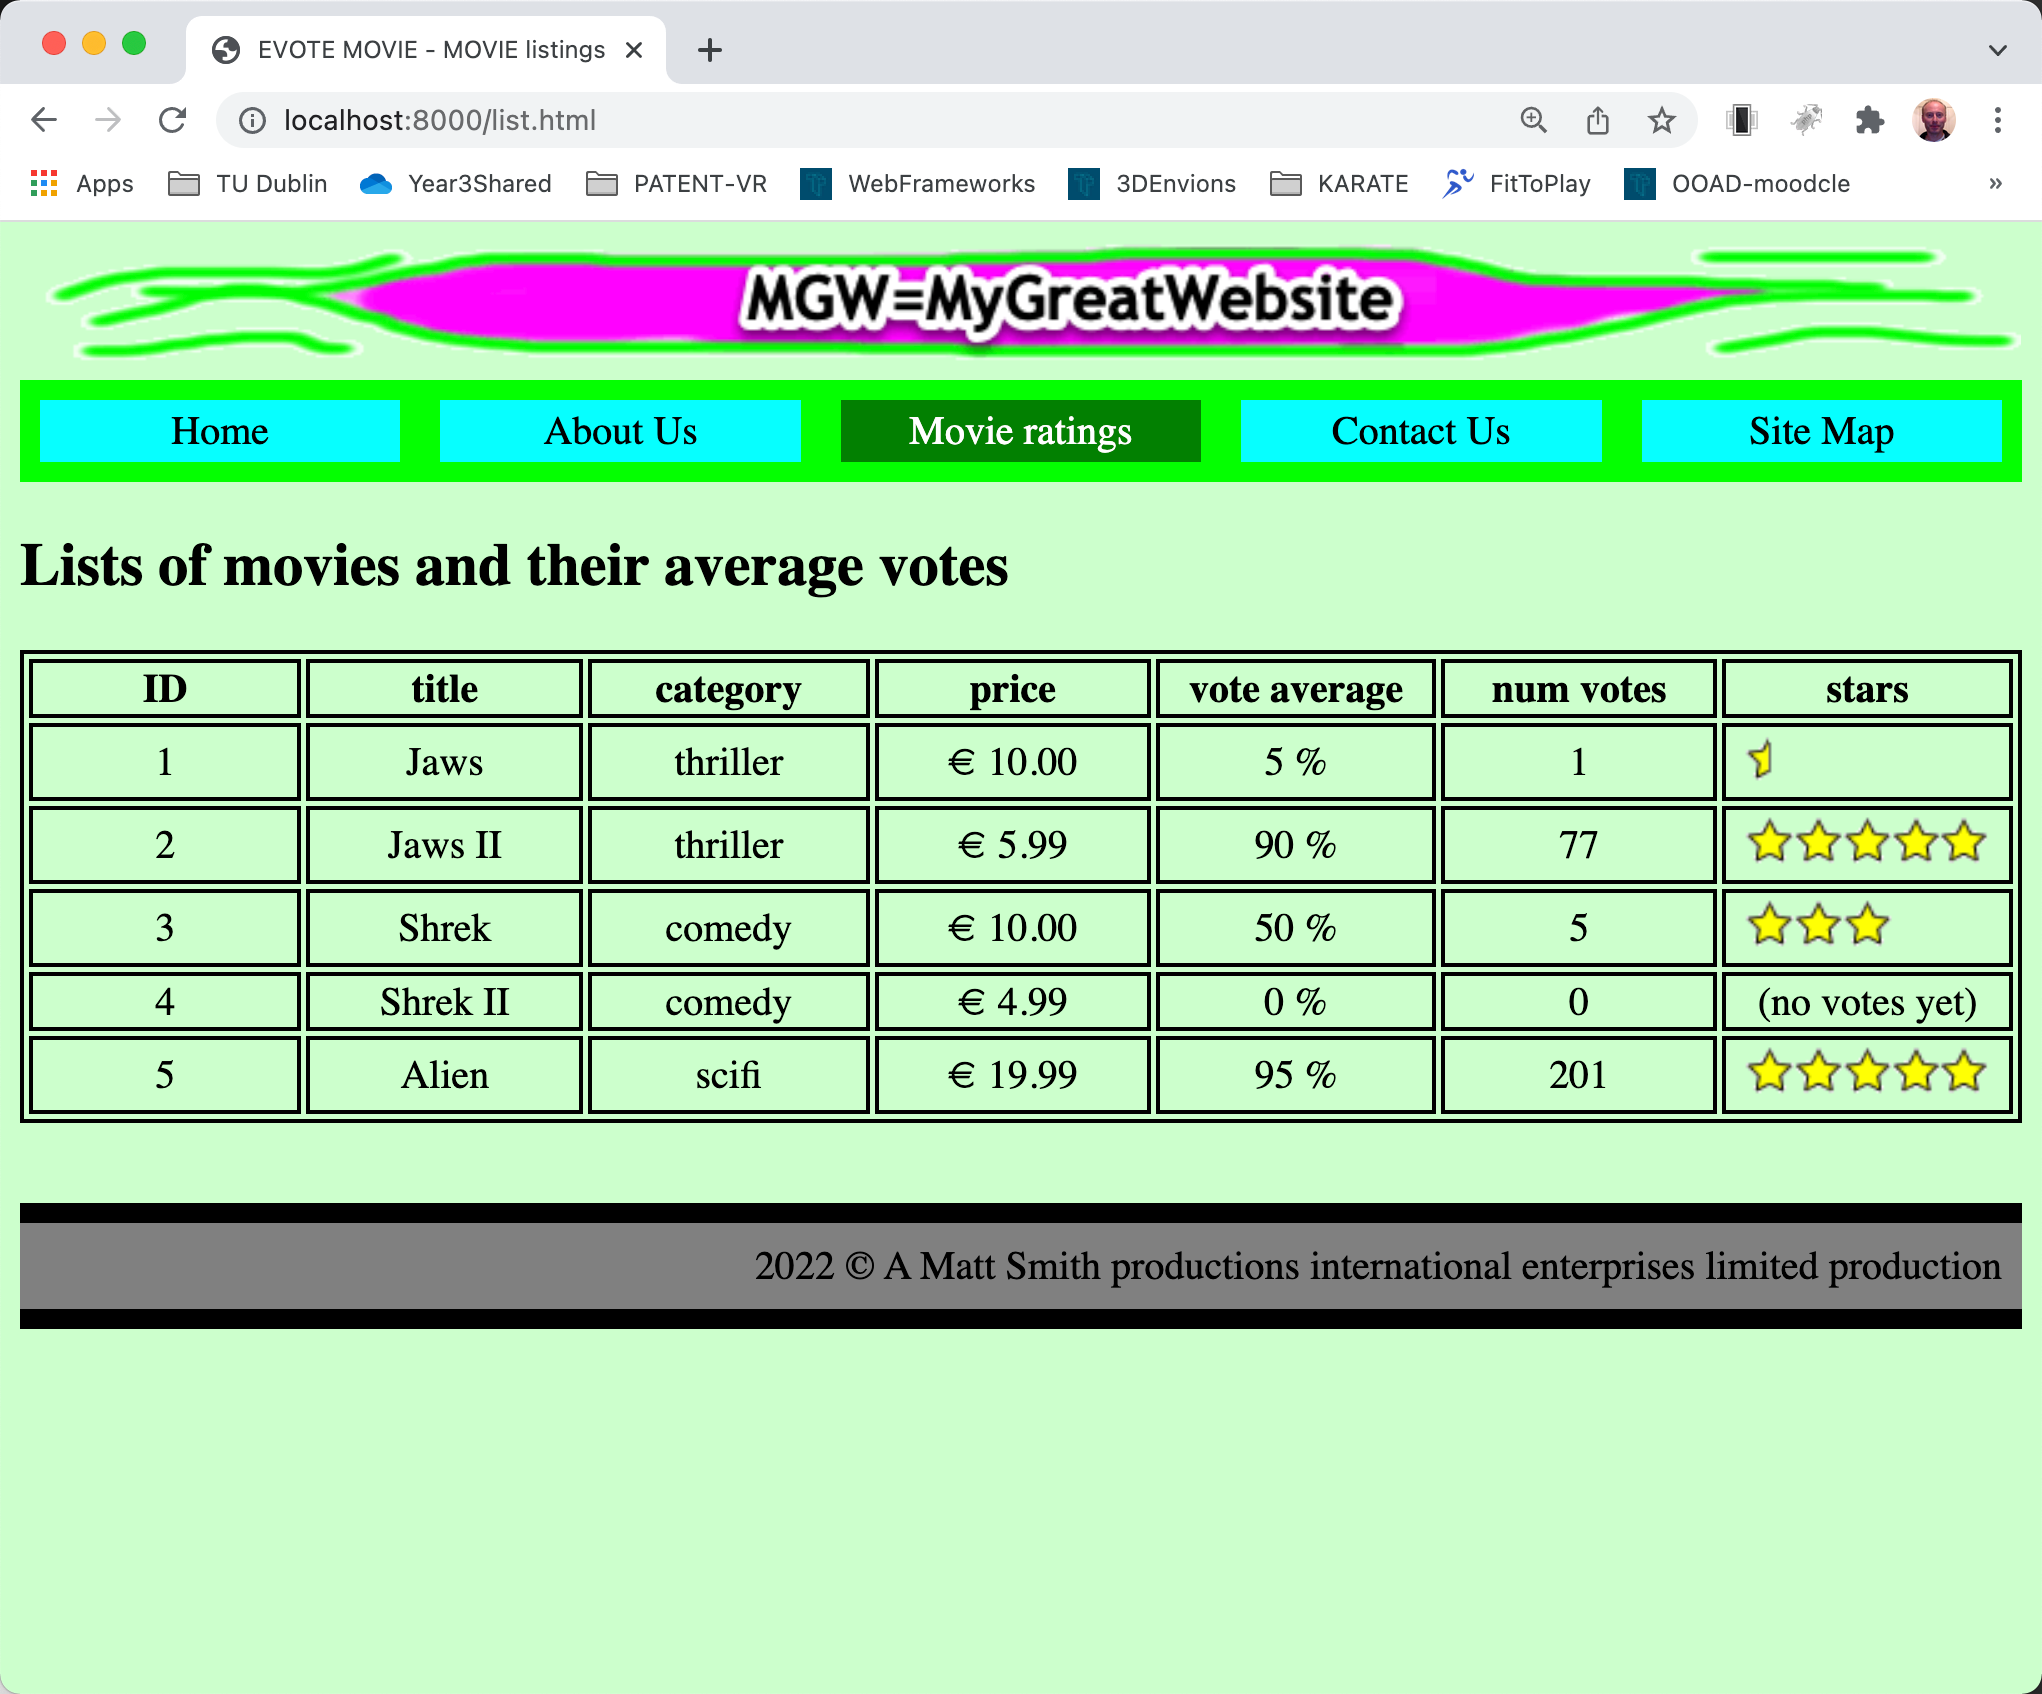 EVOTE MOVIE - MOVIE listings
localhost:8000/list.html
Apps TU Dublin Year3Shared PATENT-VR WebFrameworks 3DEnvions KARATE FitToPlay OOAD-moodcle »
MGW=MyGreatWebsite
Home About Us Movie ratings Contact Us Site Map
Lists of movies and their average votes
ID title category price vote average num votes stars
1 Jaws thriller € 10.00 5 % 1
2 Jaws II thriller € 5.99 90 % 77
3 Shrek comedy € 10.00 50 % 5
4 Shrek II comedy € 4.99 0 % 0 (no votes yet)
5 Alien scifi € 19.99 95 % 201
2022 © A Matt Smith productions international enterprises limited production